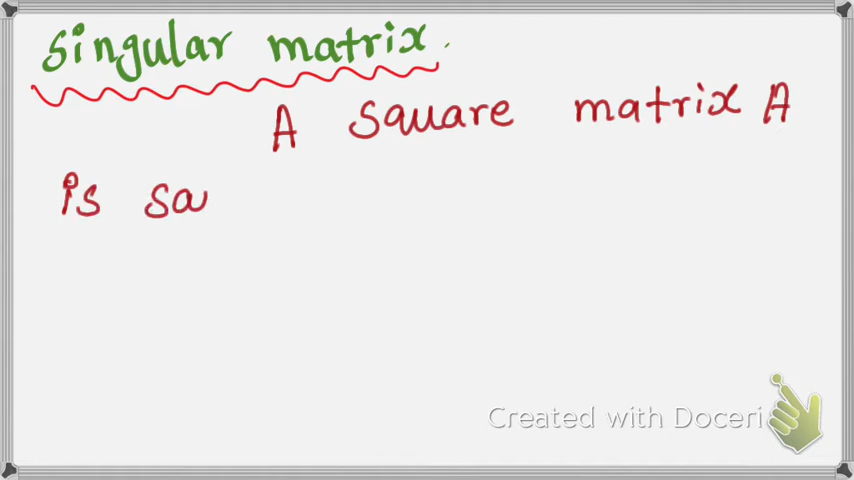 Singular matrix.
A square matrix A
is sa
Created with Doceri